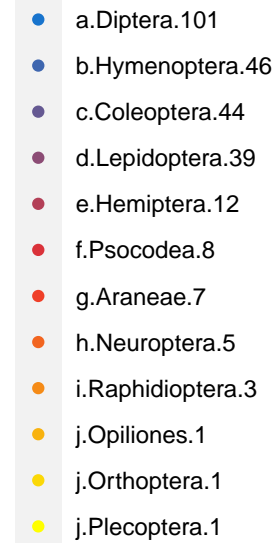 a.Diptera.101
b.Hymenoptera.46
c.Coleoptera.44
d.Lepidoptera.39
e.Hemiptera.12
f.Psocodea.8
g.Araneae.7
h.Neuroptera.5
i.Raphidioptera.3
j.Opiliones.1
j.Orthoptera.1
j.Plecoptera.1